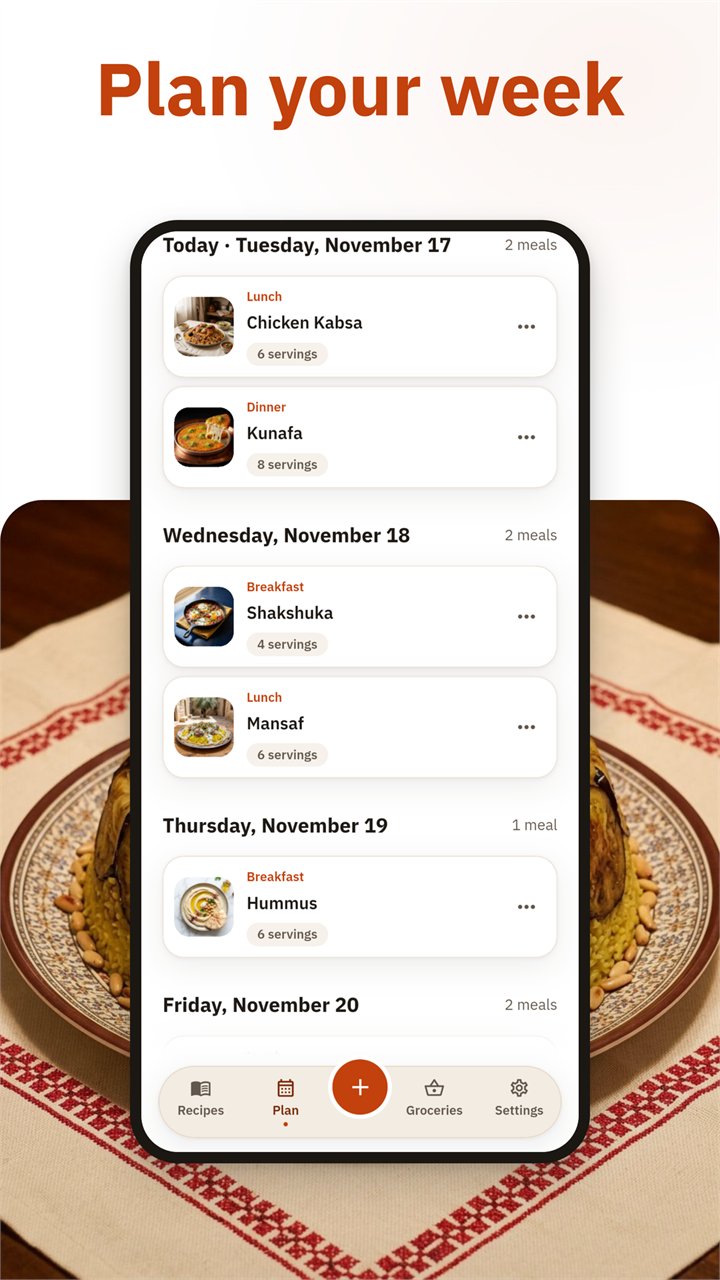 Plan your week
Today · Tuesday, November 17
2 meals
Lunch
Chicken Kabsa
6 servings
Dinner
Kunafa
8 servings
Wednesday, November 18
2 meals
Breakfast
Shakshuka
4 servings
Lunch
Mansaf
6 servings
Thursday, November 19
1 meal
Breakfast
Hummus
6 servings
Friday, November 20
2 meals
Recipes
Plan
Groceries
Settings